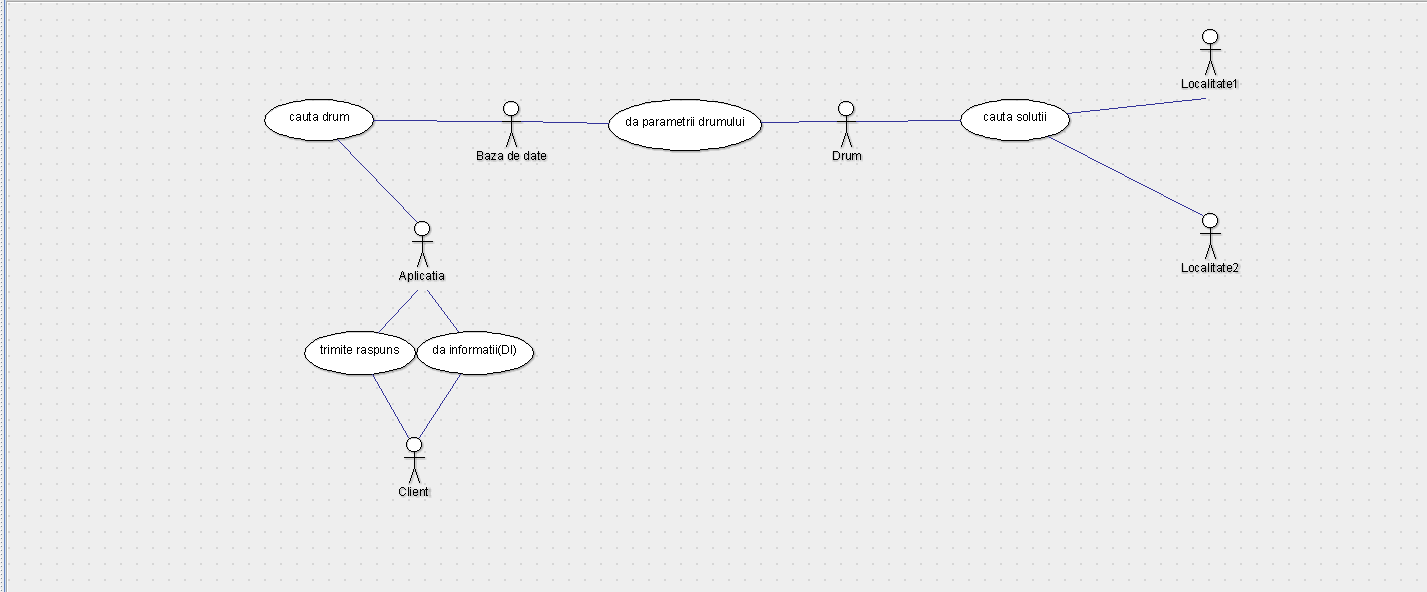 Localitate1
cauta drum
da parametrii drumului
cauta solutii
Baza de date
Drum
Localitate2
Aplicatia
trimite raspuns
da informatii(DI)
Client